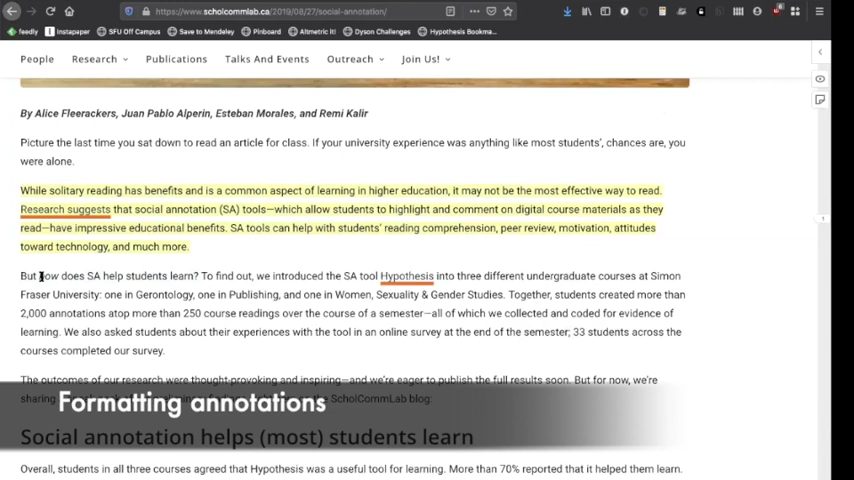 https://www.scholcommlab.ca/2019/08/27/social-annotation/
feedly Instapaper SFU Off Campus Save to Mendeley Pinboard Altmetric it! Dyson Challenges Hypothesis Bookma...
People Research Publications Talks And Events Outreach Join Us!
By Alice Fleerackers, Juan Pablo Alperin, Esteban Morales, and Remi Kalir
Picture the last time you sat down to read an article for class. If your university experience was anything like most students', chances are, you
were alone.
While solitary reading has benefits and is a common aspect of learning in higher education, it may not be the most effective way to read.
Research suggests that social annotation (SA) tools—which allow students to highlight and comment on digital course materials as they
read—have impressive educational benefits. SA tools can help with students' reading comprehension, peer review, motivation, attitudes
toward technology, and much more.
1
But how does SA help students learn? To find out, we introduced the SA tool Hypothesis into three different undergraduate courses at Simon
Fraser University: one in Gerontology, one in Publishing, and one in Women, Sexuality & Gender Studies. Together, students created more than
2,000 annotations atop more than 250 course readings over the course of a semester—all of which we collected and coded for evidence of
learning. We also asked students about their experiences with the tool in an online survey at the end of the semester; 33 students across the
courses completed our survey.
The outcomes of our research were thought-provoking and inspiring—and we're eager to publish the full results soon. But for now, we're
sharing ScholCommLab blog:
Formatting annotations
Social annotation helps (most) students learn
Overall, students in all three courses agreed that Hypothesis was a useful tool for learning. More than 70% reported that it helped them learn.